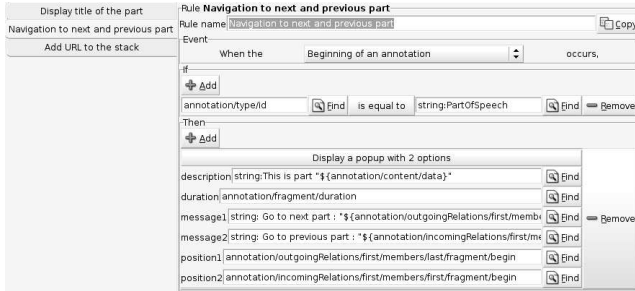 Display title of the part
Navigation to next and previous part
Add URL to the stack
Rule Navigation to next and previous part
Rule name Navigation to next and previous part Copy
Event
When the Beginning of an annotation occurs,
If
Add
annotation/type/id Find is equal to string:PartOfSpeech Find Remove
Then
Add
Display a popup with 2 options
description string:This is part "${annotation/content/data}" Find
duration annotation/fragment/duration Find
message1 string: Go to next part : "${annotation/outgoingRelations/first/membe Find Remove
message2 string: Go to previous part : "${annotation/incomingRelations/first/me Find
position1 annotation/outgoingRelations/first/members/last/fragment/begin Find
position2 annotation/incomingRelations/first/members/first/fragment/begin Find